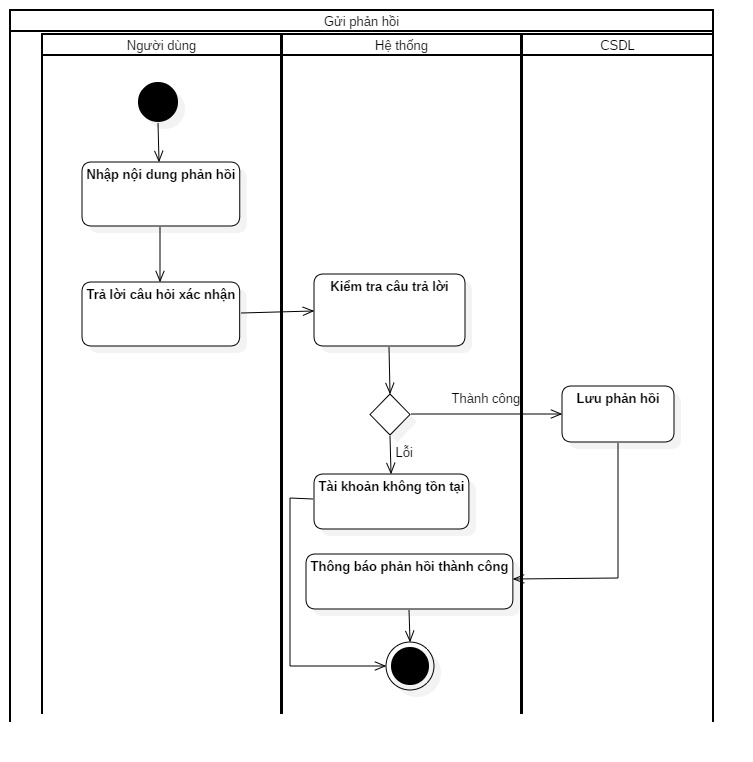 Gửi phản hồi
Người dùng
Hệ thống
CSDL
Nhập nội dung phản hồi
Trả lời câu hỏi xác nhận
Kiểm tra câu trả lời
Thành công
Lưu phản hồi
Lỗi
Tài khoản không tồn tại
Thông báo phản hồi thành công